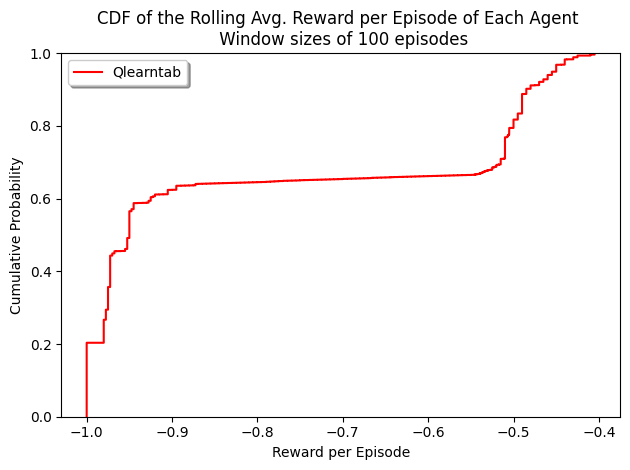 CDF of the Rolling Avg. Reward per Episode of Each Agent
Window sizes of 100 episodes
Qlearntab
1.0
0.8
0.6
0.4
0.2
0.0
Cumulative Probability
−1.0
−0.9
−0.8
−0.7
−0.6
−0.5
−0.4
Reward per Episode